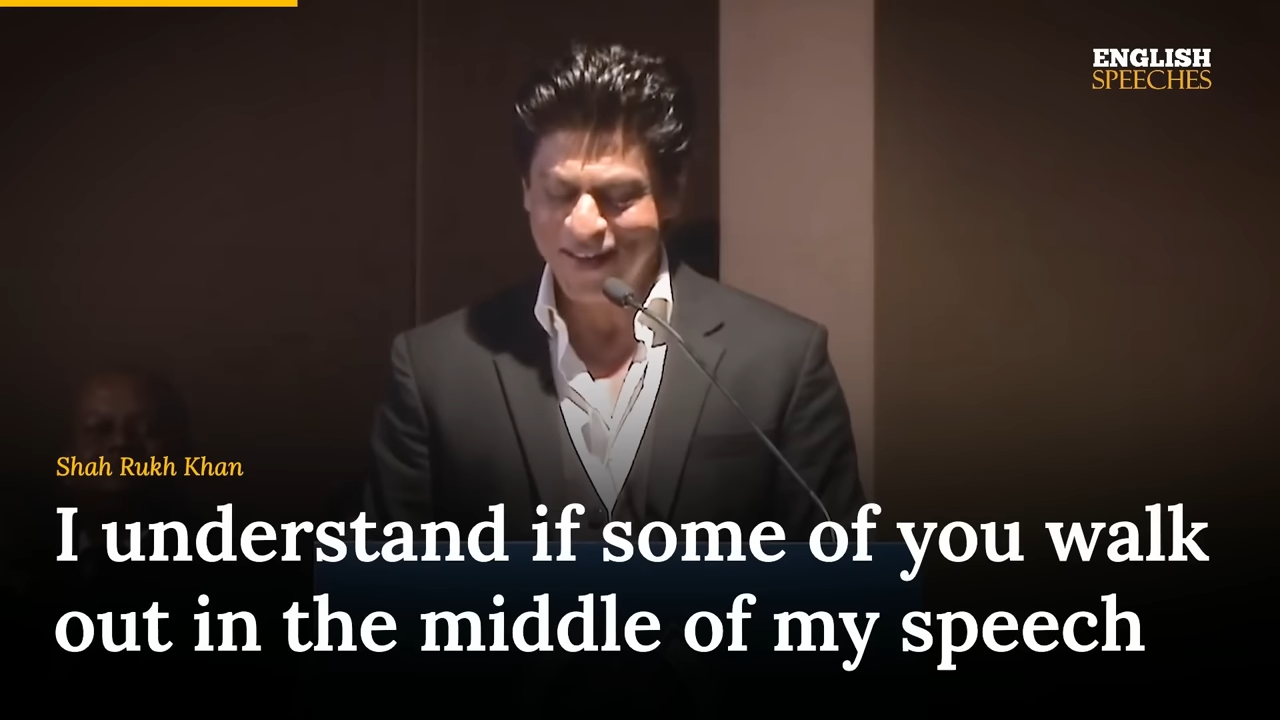 ENGLISH
SPEECHES
Shah Rukh Khan
I understand if some of you walk
out in the middle of my speech